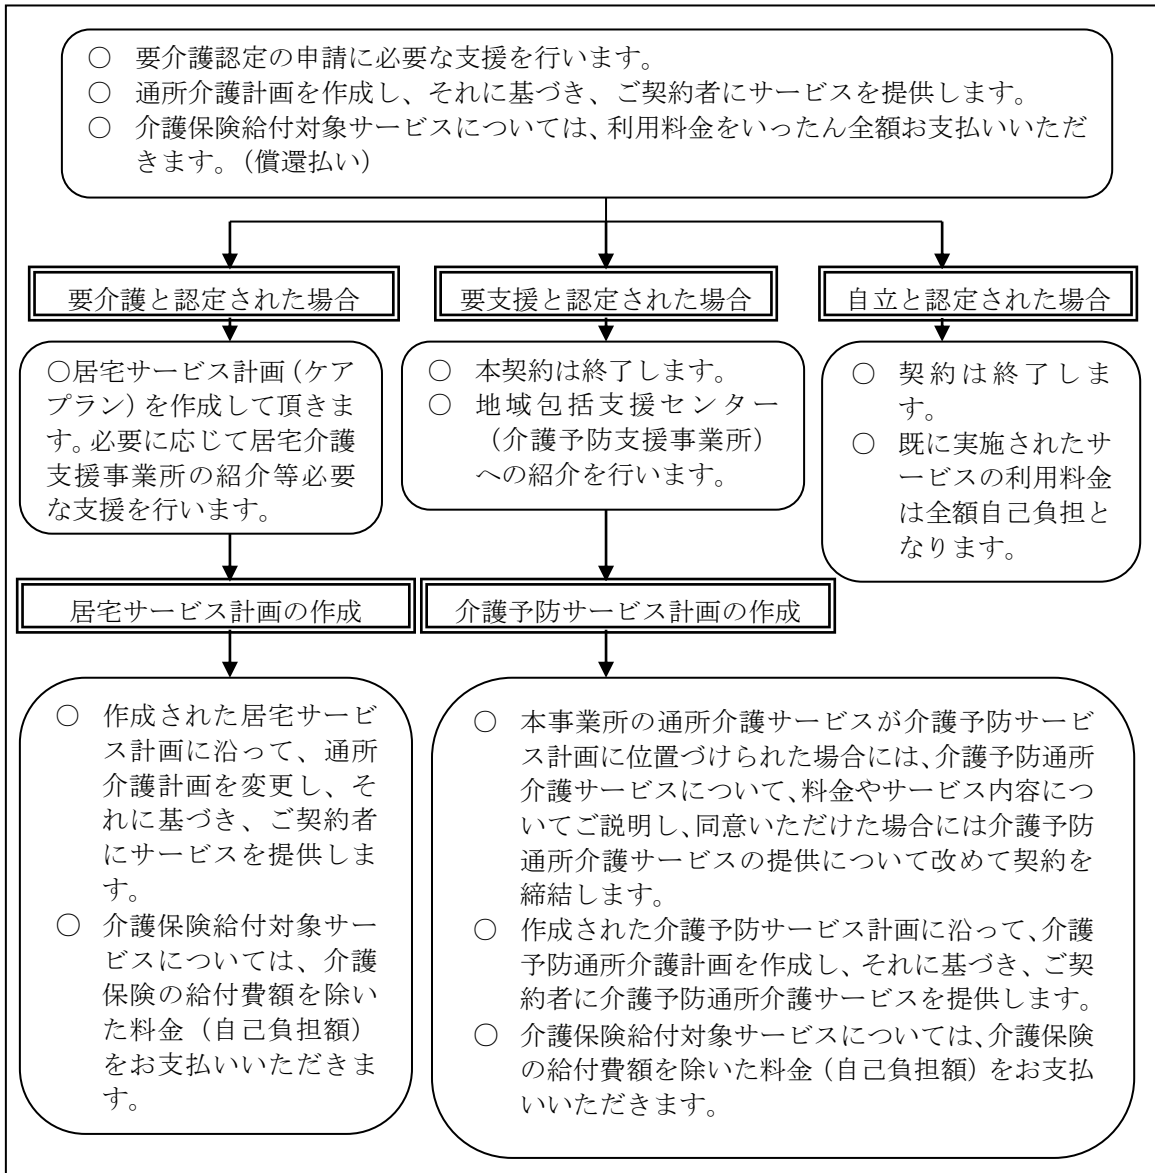 ○ 要介護認定の申請に必要な支援を行います。
○ 通所介護計画を作成し、それに基づき、ご契約者にサービスを提供します。
○ 介護保険給付対象サービスについては、利用料金をいったん全額お支払いいただ
きます。（償還払い）
要介護と認定された場合
要支援と認定された場合
自立と認定された場合
○居宅サービス計画（ケア
プラン）を作成して頂きま
す。必要に応じて居宅介護
支援事業所の紹介等必要
な支援を行います。
○ 本契約は終了します。
○ 地域包括支援センター
（介護予防支援事業所）
への紹介を行います。
○ 契約は終了しま
す。
○ 既に実施されたサ
ービスの利用料金
は全額自己負担と
なります。
居宅サービス計画の作成
介護予防サービス計画の作成
○ 作成された居宅サービ
ス計画に沿って、通所
介護計画を変更し、そ
れに基づき、ご契約者
にサービスを提供しま
す。
○ 介護保険給付対象サー
ビスについては、介護
保険の給付費額を除い
た料金（自己負担額）
をお支払いいただきま
す。
○ 本事業所の通所介護サービスが介護予防サービ
ス計画に位置づけられた場合には、介護予防通所
介護サービスについて、料金やサービス内容につ
いてご説明し、同意いただけた場合には介護予防
通所介護サービスの提供について改めて契約を
締結します。
○ 作成された介護予防サービス計画に沿って、介護
予防通所介護計画を作成し、それに基づき、ご契
約者に介護予防通所介護サービスを提供します。
○ 介護保険給付対象サービスについては、介護保険
の給付費額を除いた料金（自己負担額）をお支払
いいただきます。